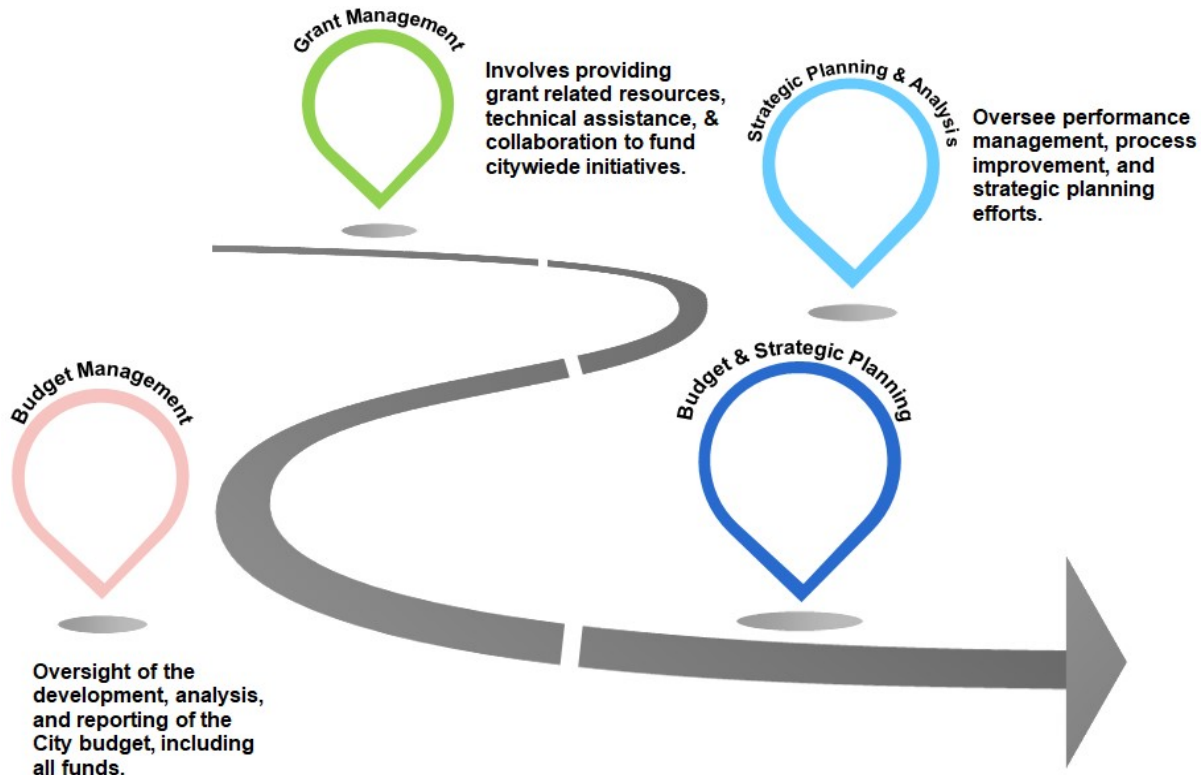 Grant Management
Involves providing
grant related resources,
technical assistance, &
collaboration to fund
citywiede initiatives.
Strategic Planning & Analysis
Oversee performance
management, process
improvement, and
strategic planning
efforts.
Budget Management
Oversight of the
development, analysis,
and reporting of the
City budget, including
all funds.
Budget & Strategic Planning